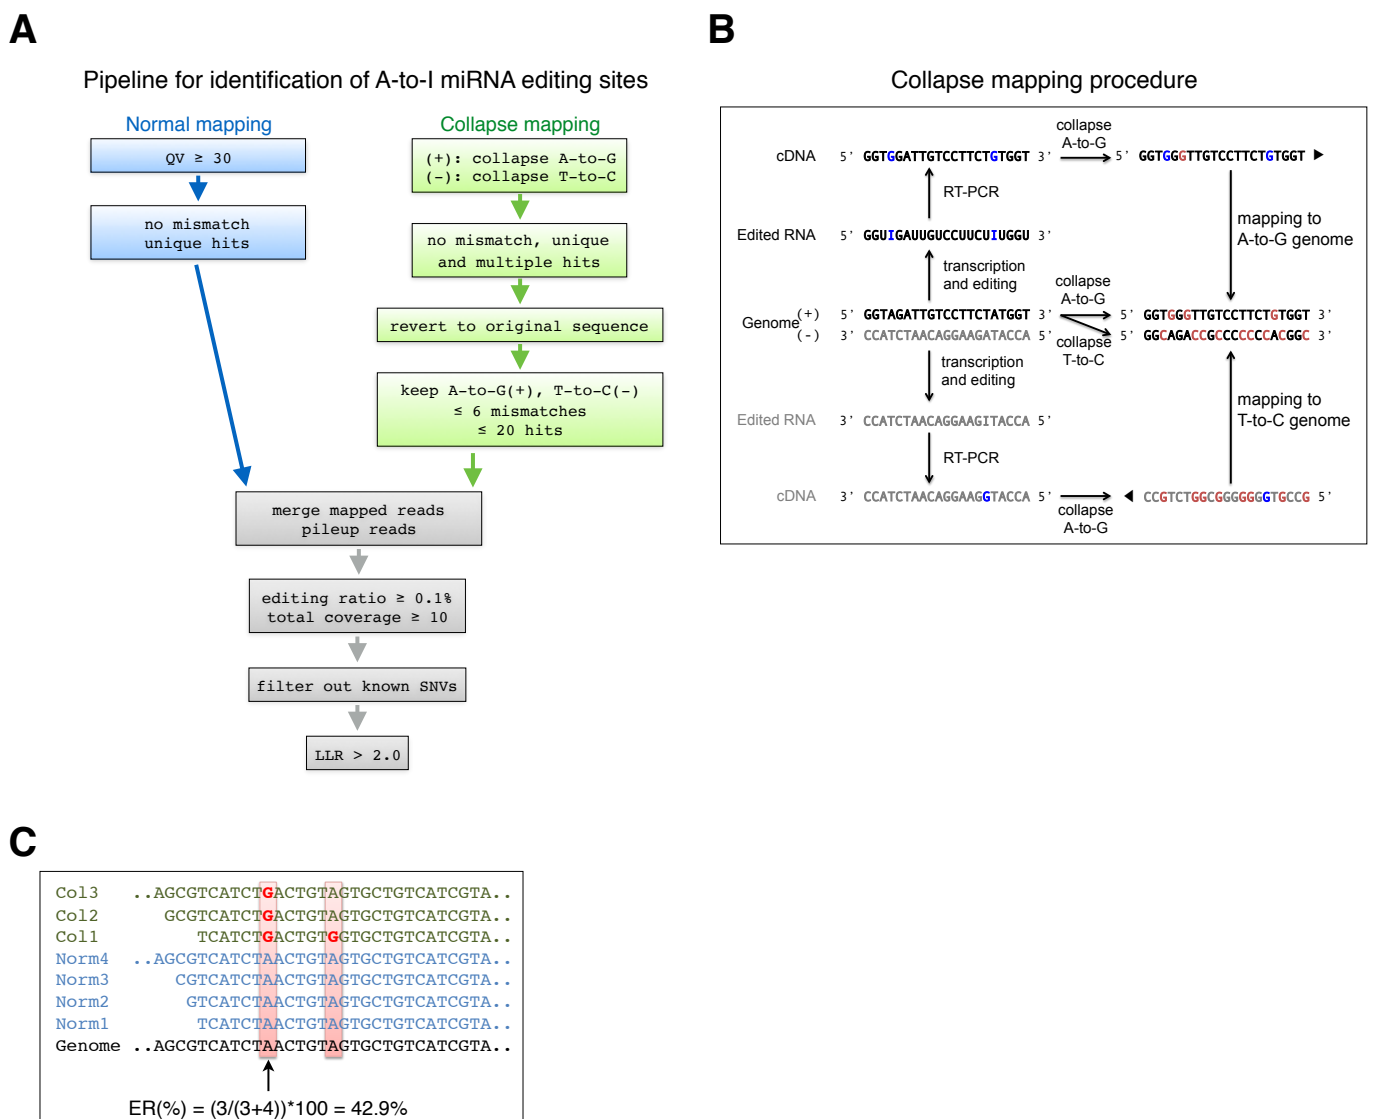 A
Pipeline for identification of A-to-I miRNA editing sites
Normal mapping
QV ≥ 30
no mismatch
unique hits
Collapse mapping
(+): collapse A-to-G
(-): collapse T-to-C
no mismatch, unique
and multiple hits
revert to original sequence
keep A-to-G(+), T-to-C(-)
≤ 6 mismatches
≤ 20 hits
merge mapped reads
pileup reads
editing ratio ≥ 0.1%
total coverage ≥ 10
filter out known SNVs
LLR > 2.0
B
Collapse mapping procedure
cDNA 5' GGTGGATTGTCCTTCTGTGGT 3'
collapse
A-to-G
5' GGTGGGTTGTCCTTCTGTGGT
RT-PCR
mapping to
A-to-G genome
Edited RNA 5' GGUIGAUUGUCCUUCUIUGGU 3'
transcription
and editing
collapse
A-to-G
Genome
(+) 5' GGTAGATTGTCCTTCTATGGT 3'
5' GGTGGGTTGTCCTTCTGTGGT 3'
(-) 3' CCATCTAACAGGAAGATACCA 5'
5' GGCAGACCGCCCCCCCACGGC 3'
collapse
T-to-C
transcription
and editing
mapping to
T-to-C genome
Edited RNA 3' CCATCTAACAGGAAGITACCA 5'
RT-PCR
cDNA 3' CCATCTAACAGGAAGGTACCA 5'
collapse
A-to-G
CCGTCTGGCGGGGGGGTGCCG 5'
C
Col3 ..AGCGTCATCTGACTGTAGTGCTGTCATCGTA..
Col2 GCGTCATCTGACTGTAGTGCTGTCATCGTA..
Col1 TCATCTGACTGTGGTGCTGTCATCGTA..
Norm4 ..AGCGTCATCTAACTGTAGTGCTGTCATCGTA..
Norm3 CGTCATCTAACTGTAGTGCTGTCATCGTA..
Norm2 GTCATCTAACTGTAGTGCTGTCATCGTA..
Norm1 TCATCTAACTGTAGTGCTGTCATCGTA..
Genome ..AGCGTCATCTAACTGTAGTGCTGTCATCGTA..
ER(%) = (3/(3+4))*100 = 42.9%